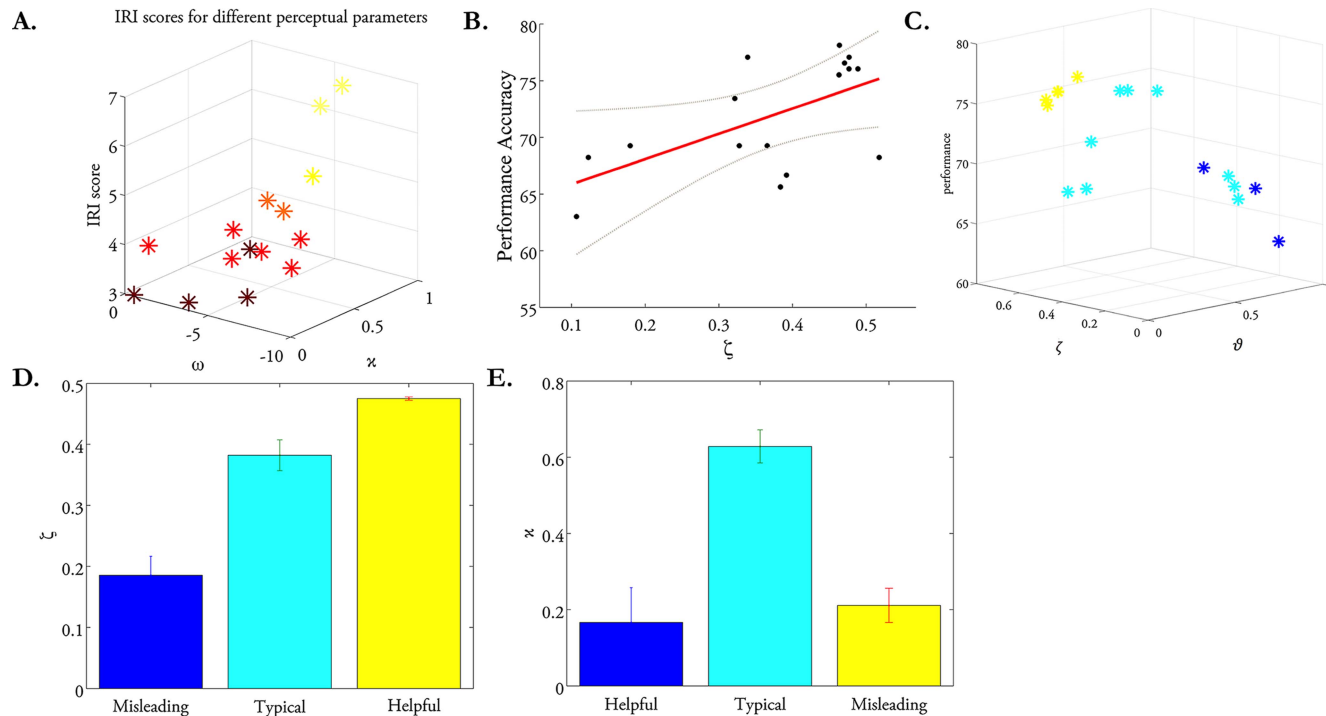 A.
IRI scores for different perceptual parameters
IRI score
7
6
5
4
3
0
-5
-10
ω
0
0.5
1
ϰ
B.
Performance Accuracy
80
75
70
65
60
55
0.1
0.2
0.3
0.4
0.5
ζ
C.
performance
80
75
70
65
60
0.6
0.4
0.2
0
ζ
0
0.5
ϑ
D.
ζ
0.5
0.4
0.3
0.2
0.1
0
Misleading
Typical
Helpful
E.
ϰ
0.8
0.6
0.4
0.2
0
Helpful
Typical
Misleading